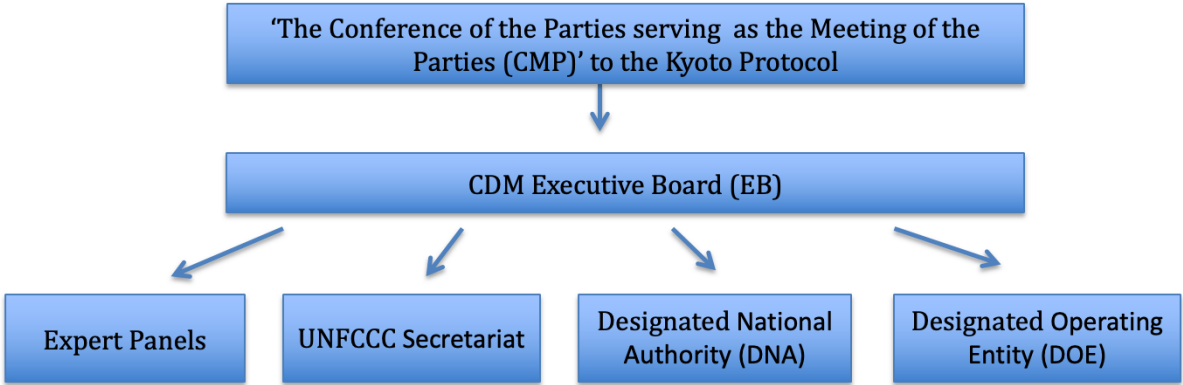 ‘The Conference of the Parties serving  as the Meeting of the
Parties (CMP)’ to the Kyoto Protocol
CDM Executive Board (EB)
Expert Panels
UNFCCC Secretariat
Designated National
Authority (DNA)
Designated Operating
Entity (DOE)